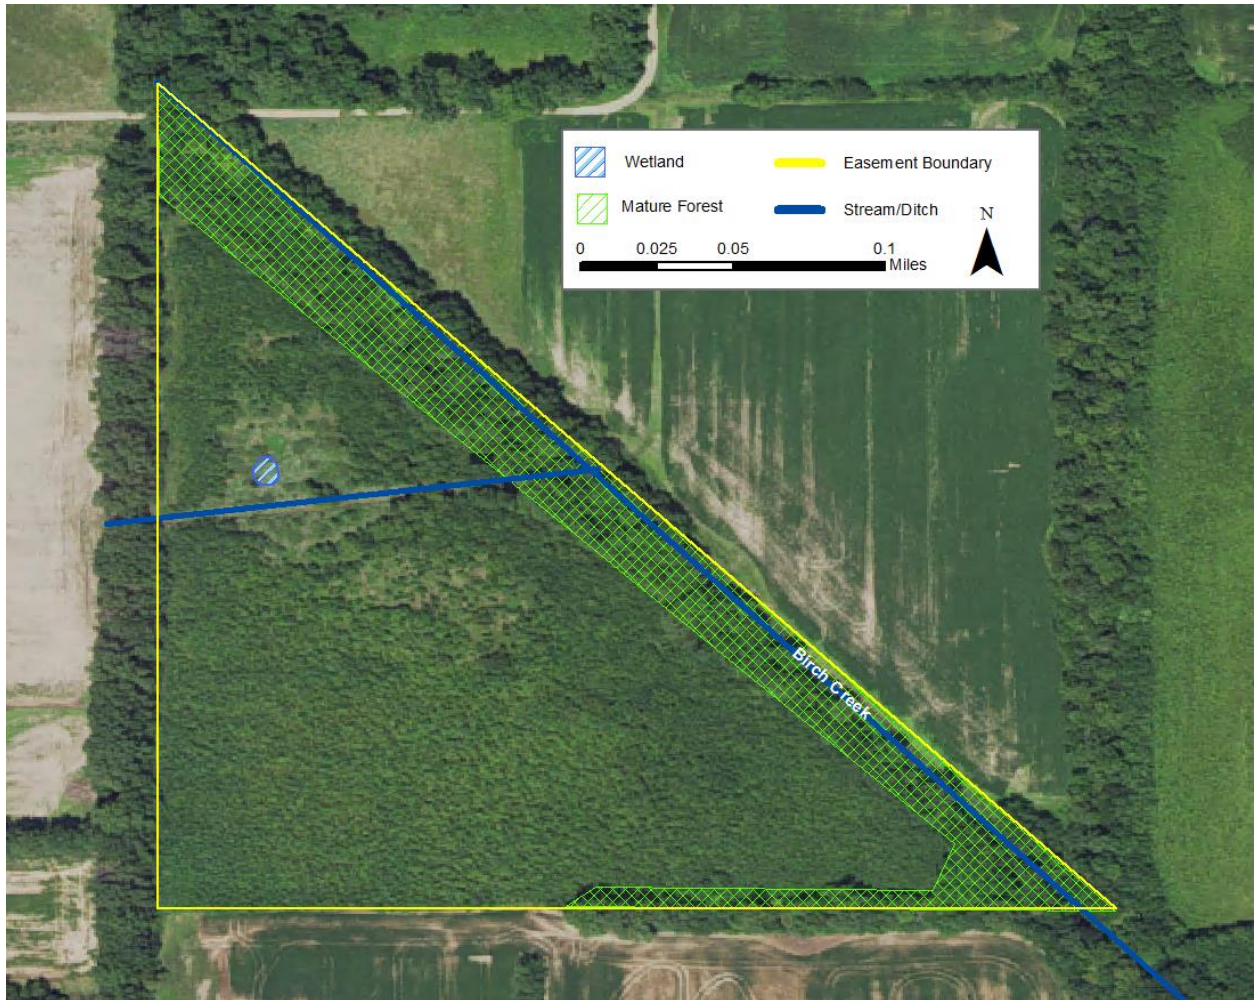 Wetland
Easement Boundary
Mature Forest
Stream/Ditch
N
0 0.025 0.05 0.1
Miles
Birch Creek